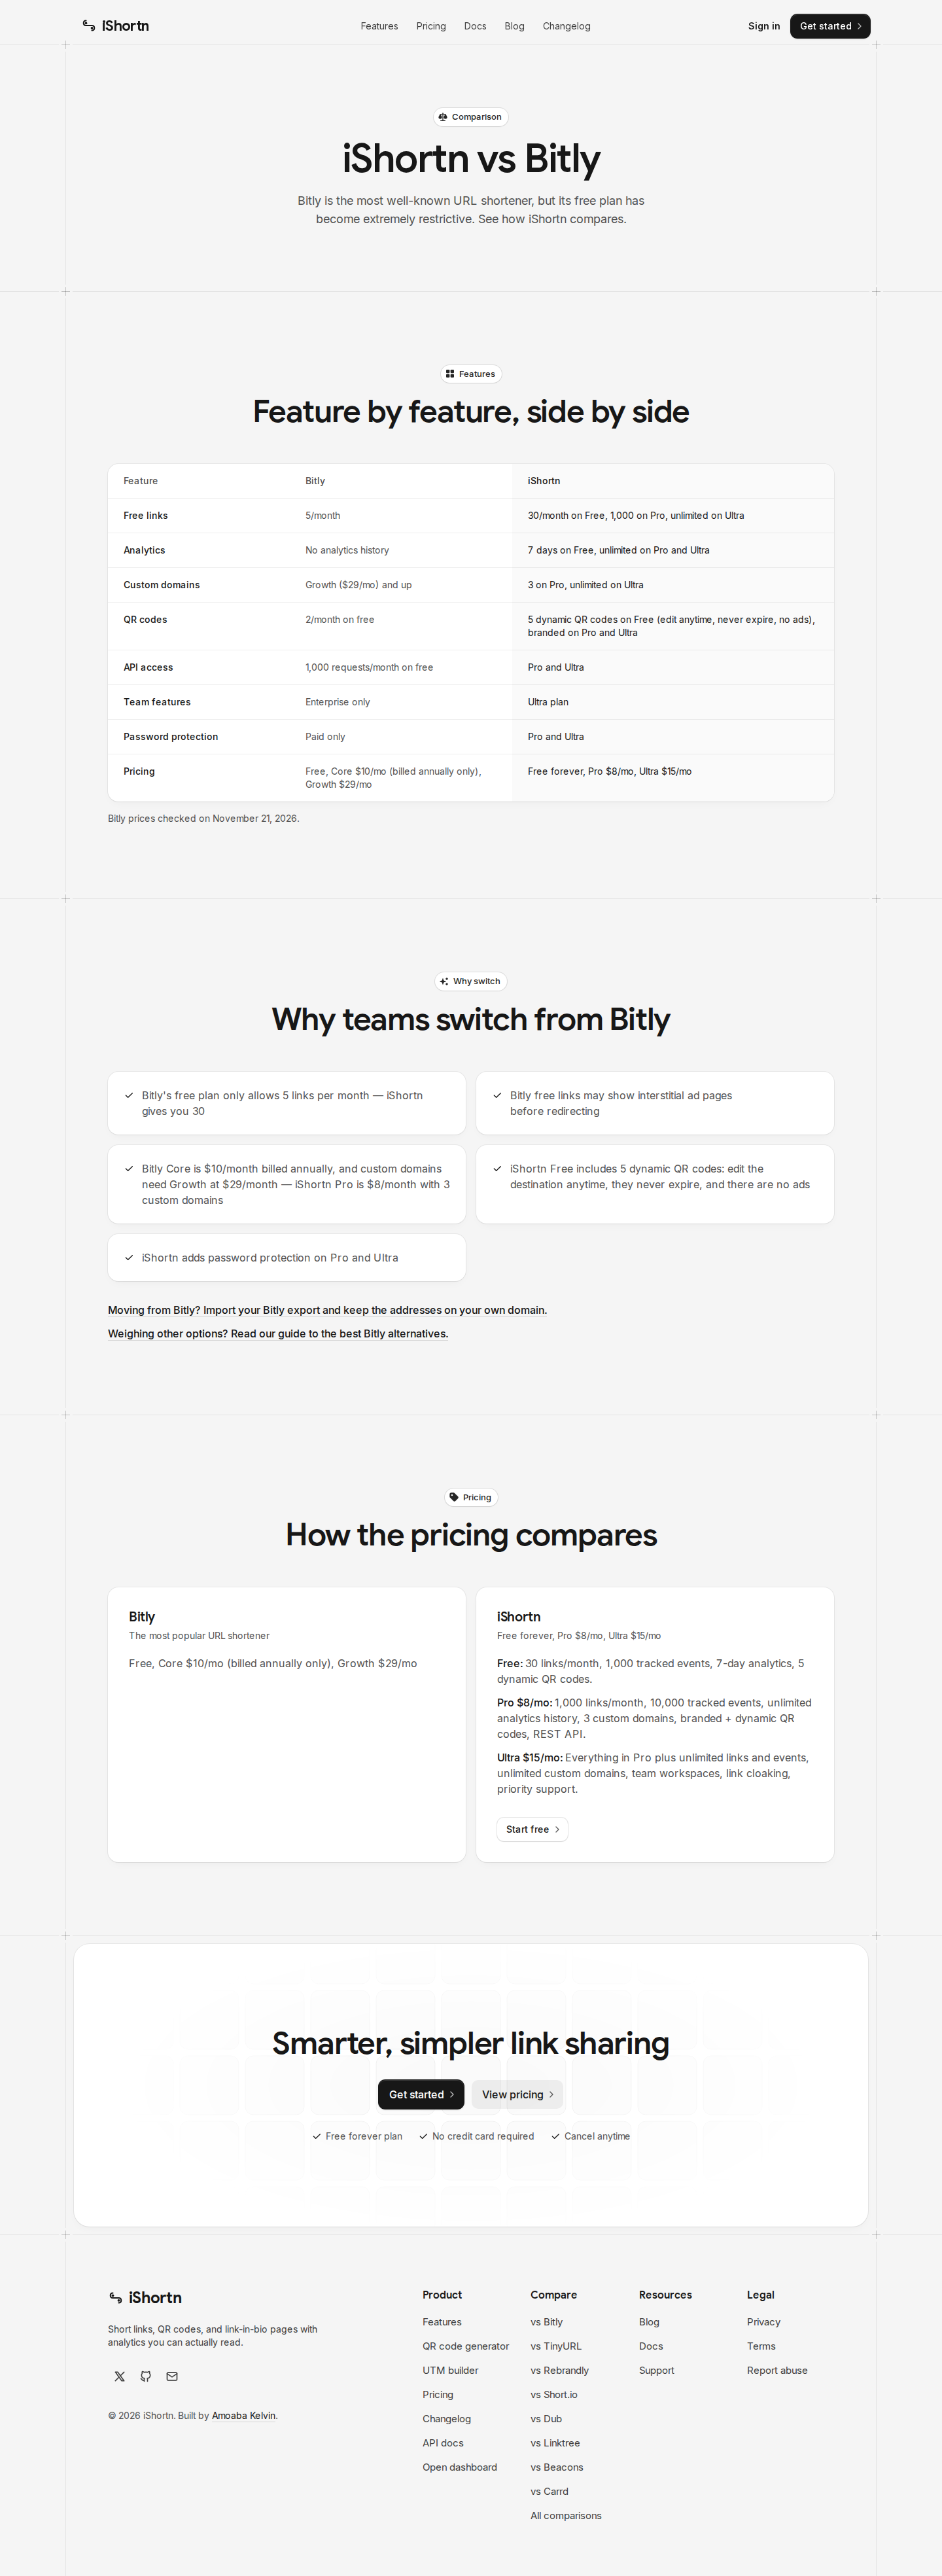 iShortn
Features
Pricing
Docs
Blog
Changelog
Sign in
Get started
Comparison
iShortn vs Bitly
Bitly is the most well-known URL shortener, but its free plan has
become extremely restrictive. See how iShortn compares.
Features
Feature by feature, side by side
Feature
Bitly
iShortn
Free links
5/month
30/month on Free, 1,000 on Pro, unlimited on Ultra
Analytics
No analytics history
7 days on Free, unlimited on Pro and Ultra
Custom domains
Growth ($29/mo) and up
3 on Pro, unlimited on Ultra
QR codes
2/month on free
5 dynamic QR codes on Free (edit anytime, never expire, no ads),
branded on Pro and Ultra
API access
1,000 requests/month on free
Pro and Ultra
Team features
Enterprise only
Ultra plan
Password protection
Paid only
Pro and Ultra
Pricing
Free, Core $10/mo (billed annually only),
Growth $29/mo
Free forever, Pro $8/mo, Ultra $15/mo
Bitly prices checked on November 21, 2026.
Why switch
Why teams switch from Bitly
Bitly's free plan only allows 5 links per month — iShortn
gives you 30
Bitly free links may show interstitial ad pages
before redirecting
Bitly Core is $10/month billed annually, and custom domains
need Growth at $29/month — iShortn Pro is $8/month with 3
custom domains
iShortn Free includes 5 dynamic QR codes: edit the
destination anytime, they never expire, and there are no ads
iShortn adds password protection on Pro and Ultra
Moving from Bitly? Import your Bitly export and keep the addresses on your own domain.
Weighing other options? Read our guide to the best Bitly alternatives.
Pricing
How the pricing compares
Bitly
The most popular URL shortener
Free, Core $10/mo (billed annually only), Growth $29/mo
iShortn
Free forever, Pro $8/mo, Ultra $15/mo
Free: 30 links/month, 1,000 tracked events, 7-day analytics, 5
dynamic QR codes.
Pro $8/mo: 1,000 links/month, 10,000 tracked events, unlimited
analytics history, 3 custom domains, branded + dynamic QR
codes, REST API.
Ultra $15/mo: Everything in Pro plus unlimited links and events,
unlimited custom domains, team workspaces, link cloaking,
priority support.
Start free
Smarter, simpler link sharing
Get started
View pricing
Free forever plan
No credit card required
Cancel anytime
iShortn
Short links, QR codes, and link-in-bio pages with
analytics you can actually read.
© 2026 iShortn. Built by Amoaba Kelvin.
Product
Features
QR code generator
UTM builder
Pricing
Changelog
API docs
Open dashboard
Compare
vs Bitly
vs TinyURL
vs Rebrandly
vs Short.io
vs Dub
vs Linktree
vs Beacons
vs Carrd
All comparisons
Resources
Blog
Docs
Support
Legal
Privacy
Terms
Report abuse